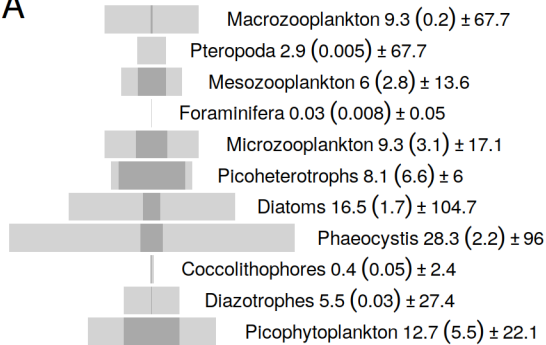 A
Macrozooplankton 9.3 (0.2) ± 67.7
Pteropoda 2.9 (0.005) ± 67.7
Mesozooplankton 6 (2.8) ± 13.6
Foraminifera 0.03 (0.008) ± 0.05
Microzooplankton 9.3 (3.1) ± 17.1
Picoheterotrophs 8.1 (6.6) ± 6
Diatoms 16.5 (1.7) ± 104.7
Phaeocystis 28.3 (2.2) ± 96
Coccolithophores 0.4 (0.05) ± 2.4
Diazotrophes 5.5 (0.03) ± 27.4
Picophytoplankton 12.7 (5.5) ± 22.1